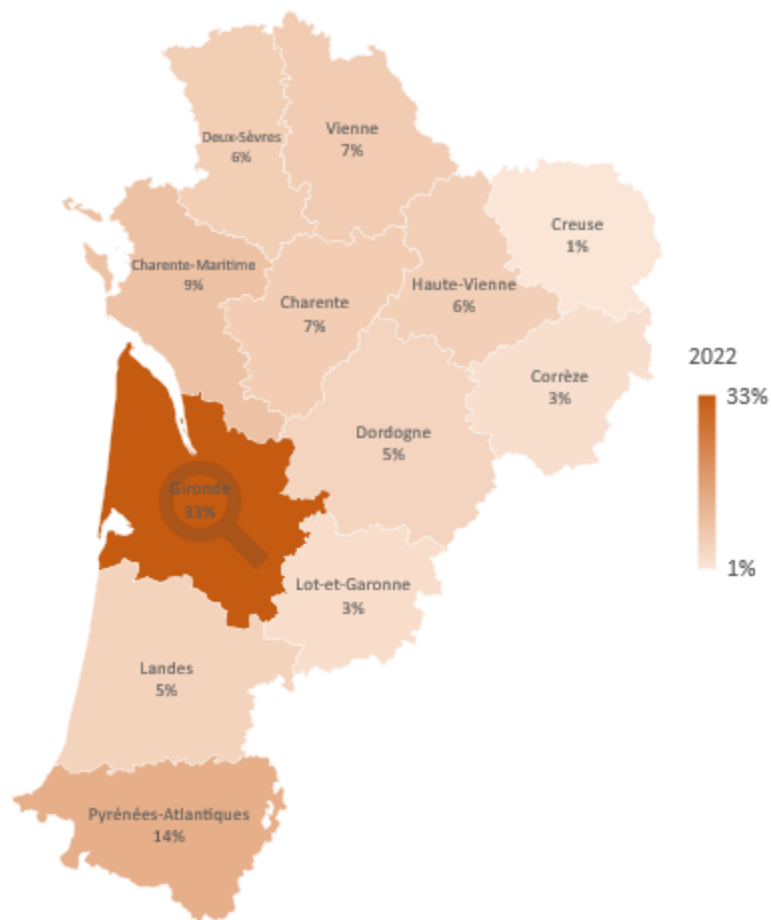 Vienne
7%
Deux-Sèvres
6%
Creuse
1%
Charente-Maritime
9%
Haute-Vienne
6%
Charente
7%
2022
33%
1%
Corrèze
3%
Dordogne
5%
Gironde
33%
Lot-et-Garonne
3%
Landes
5%
Pyrénées-Atlantiques
14%